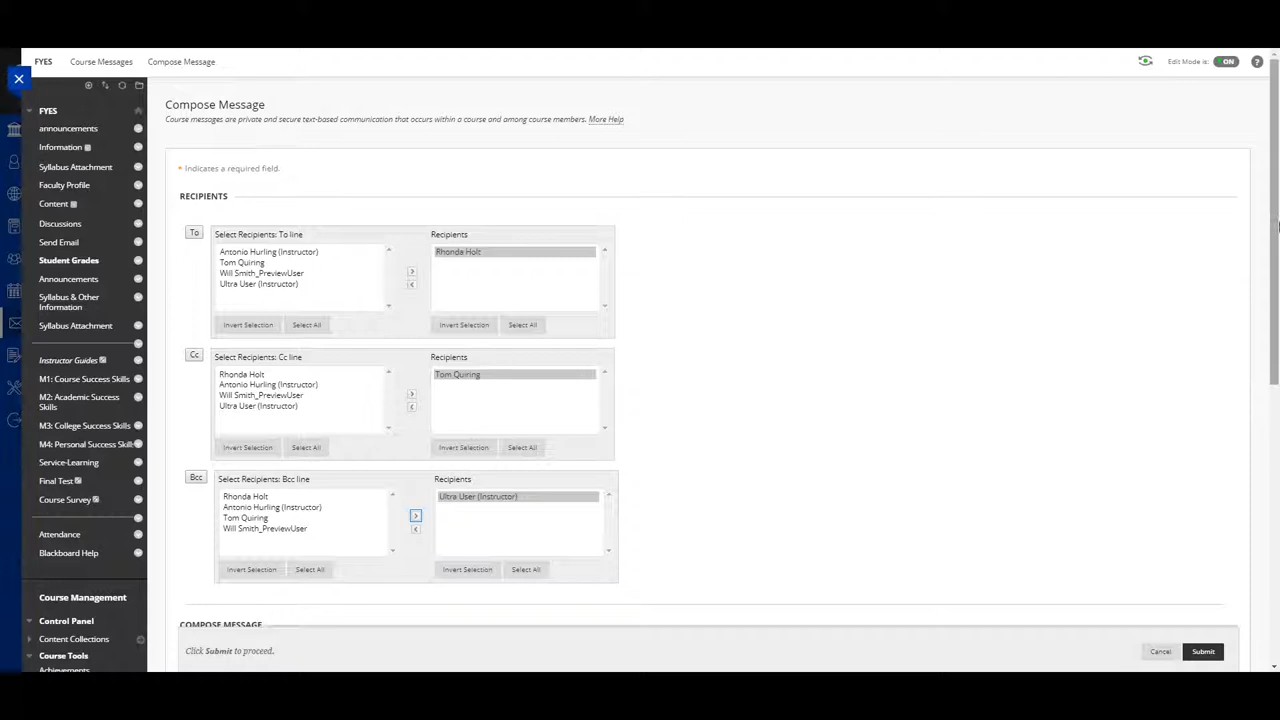 FYES Course Messages Compose Message Edit Mode is: ON ?
FYES
announcements
Information
Syllabus Attachment
Faculty Profile
Content
Discussions
Send Email
Student Grades
Announcements
Syllabus & Other
Information
Syllabus Attachment
Instructor Guides
M1: Course Success Skills
M2: Academic Success
Skills
M3: College Success Skills
M4: Personal Success Skills
Service-Learning
Final Test
Course Survey
Attendance
Blackboard Help
Course Management
Control Panel
Content Collections
Course Tools
Achievements
Compose Message
Course messages are private and secure text-based communication that occurs within a course and among course members. More Help
* Indicates a required field.
RECIPIENTS
To
Select Recipients: To line
Antonio Hurling (Instructor)
Tom Quiring
Will Smith_PreviewUser
Ultra User (Instructor)
Invert Selection Select All
Recipients
Rhonda Holt
Invert Selection Select All
Cc
Select Recipients: Cc line
Rhonda Holt
Antonio Hurling (Instructor)
Will Smith_PreviewUser
Ultra User (Instructor)
Invert Selection Select All
Recipients
Tom Quiring
Invert Selection Select All
Bcc
Select Recipients: Bcc line
Rhonda Holt
Antonio Hurling (Instructor)
Tom Quiring
Will Smith_PreviewUser
Invert Selection Select All
Recipients
Ultra User (Instructor)
Invert Selection Select All
COMPOSE MESSAGE
Click Submit to proceed.
Cancel Submit